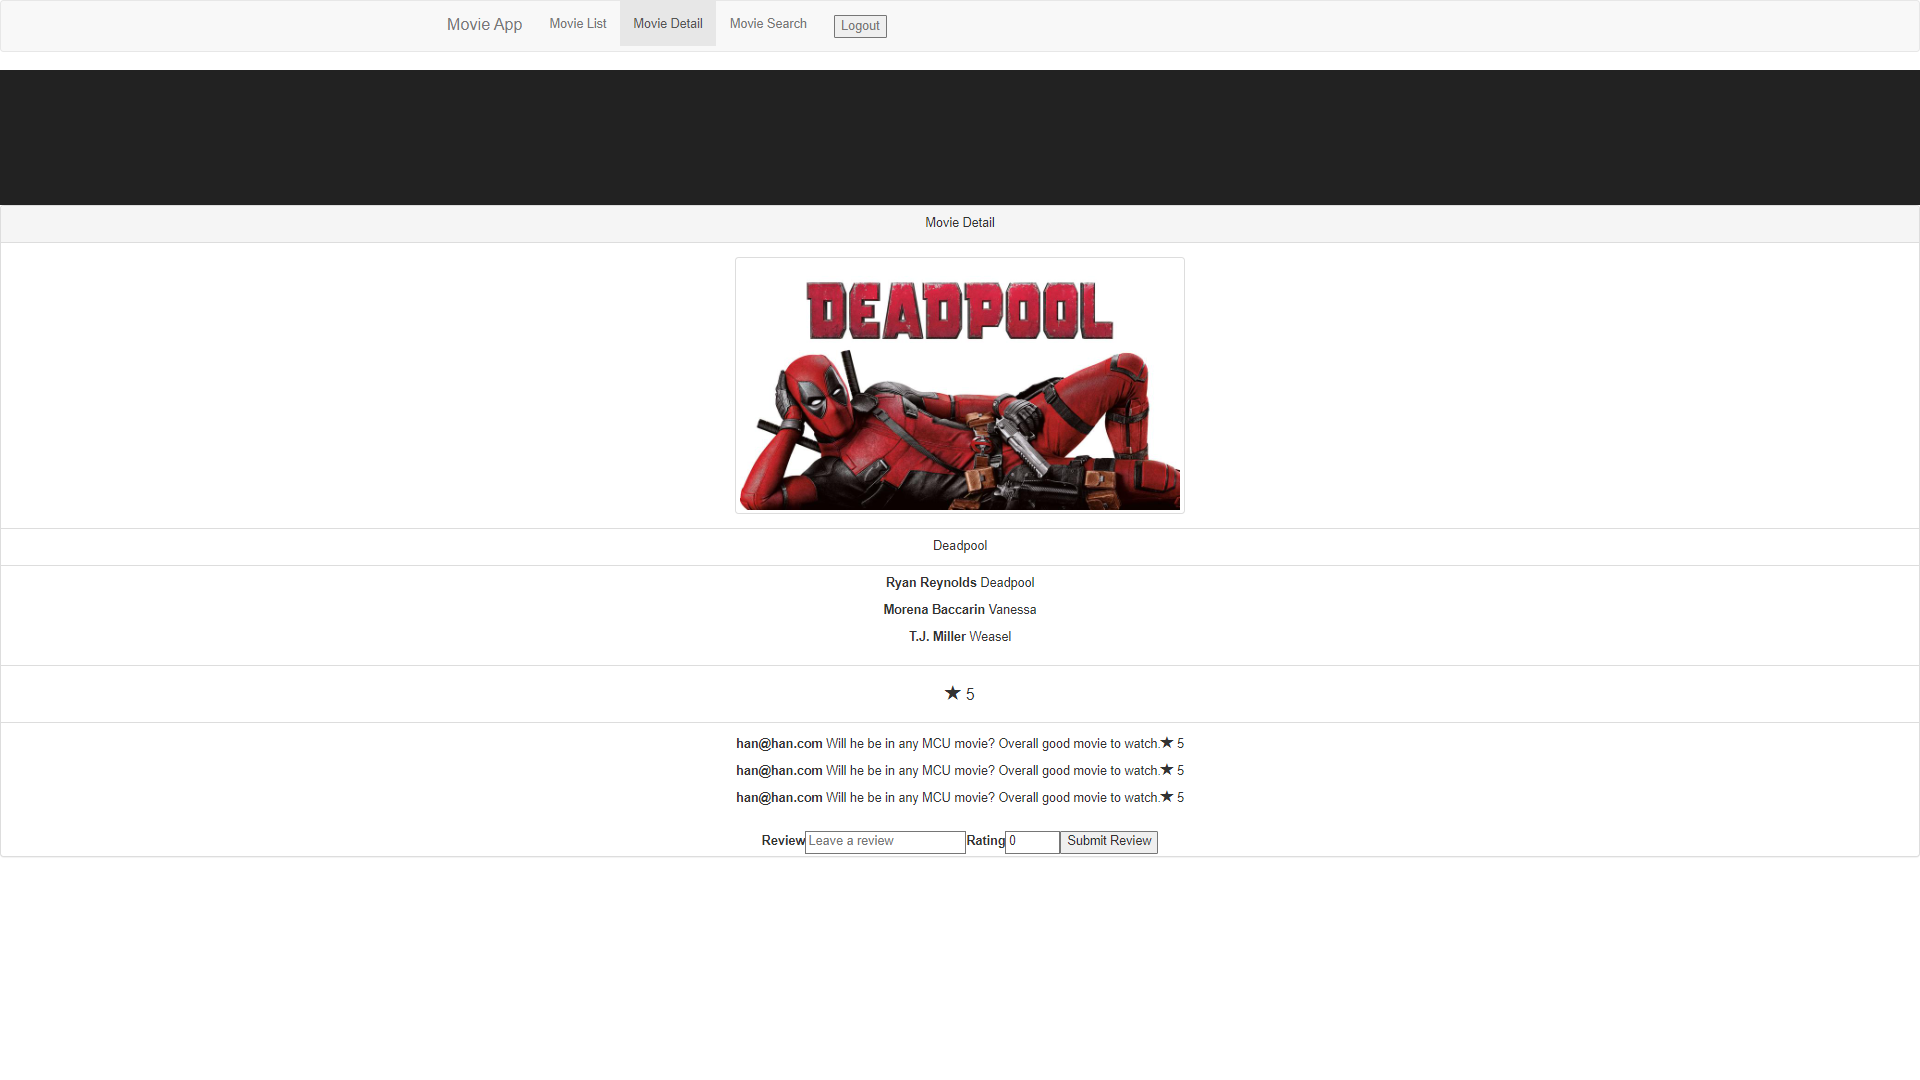 Movie App Movie List Movie Detail Movie Search Logout
Movie Detail
DEADPOOL
Deadpool
Ryan Reynolds Deadpool
Morena Baccarin Vanessa
T.J. Miller Weasel
★ 5
han@han.com Will he be in any MCU movie? Overall good movie to watch.★ 5
han@han.com Will he be in any MCU movie? Overall good movie to watch.★ 5
han@han.com Will he be in any MCU movie? Overall good movie to watch.★ 5
Review Leave a review Rating 0 Submit Review